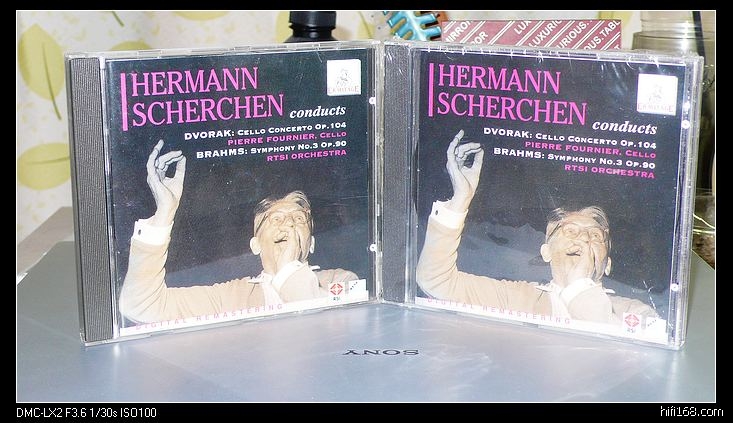 HERMANN
SCHERCHEN conducts
ERMITAGE
DVORAK: CELLO CONCERTO OP.104
PIERRE FOURNIER, CELLO
BRAHMS: SYMPHONY NO.3 OP.90
RTSI ORCHESTRA
DIGITAL REMASTERING
HERMANN
SCHERCHEN conducts
ERMITAGE
DVORAK: CELLO CONCERTO OP.104
PIERRE FOURNIER, CELLO
BRAHMS: SYMPHONY NO.3 OP.90
RTSI ORCHESTRA
DIGITAL REMASTERING
SONY
DMC-LX2 F3.6 1/30s ISO100
hifi168.com